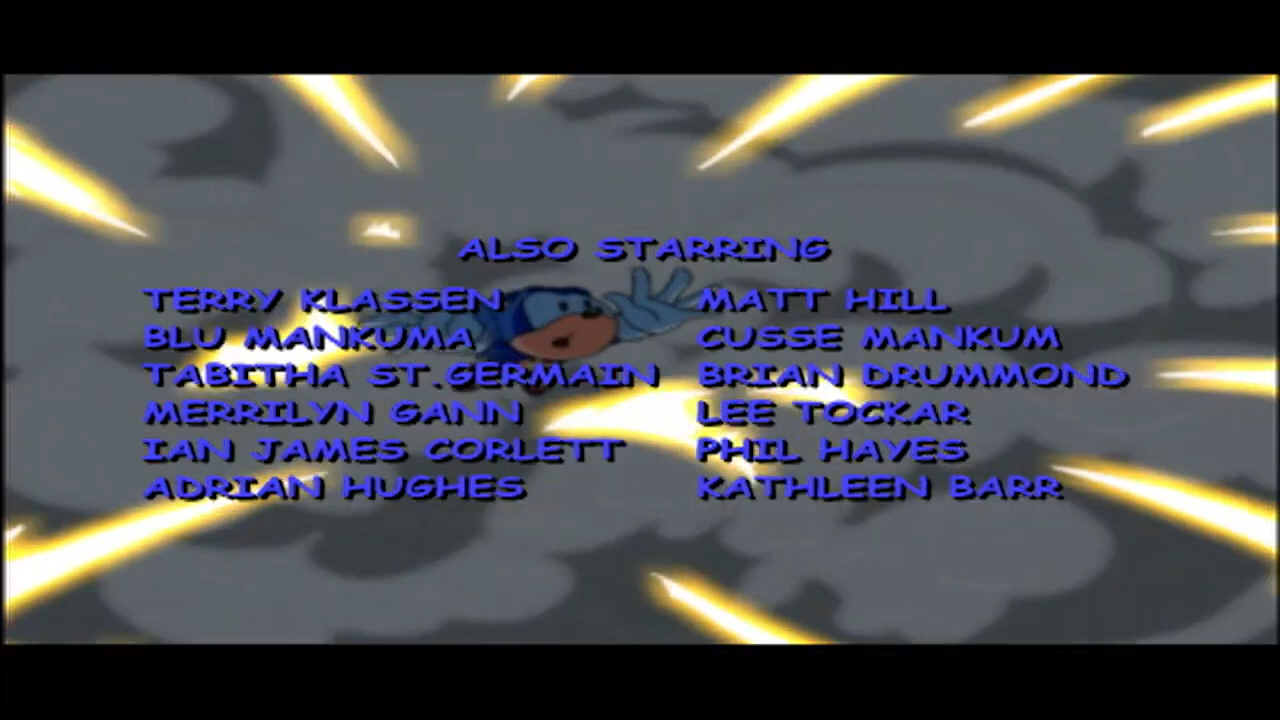 ALSO STARRING
TERRY KLASSEN
BLU MANKUMA
TABITHA ST.GERMAIN
MERRILYN GANN
IAN JAMES CORLETT
ADRIAN HUGHES
MATT HILL
CUSSE MANKUM
BRIAN DRUMMOND
LEE TOCKAR
PHIL HAYES
KATHLEEN BARR